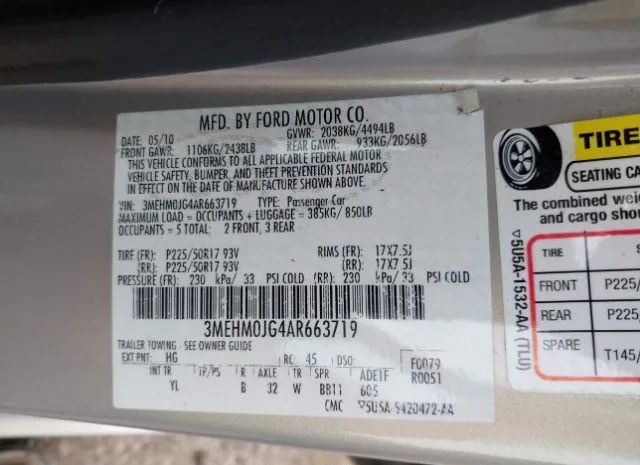 MFD. BY FORD MOTOR CO.
DATE: 05/10 GVWR: 2038KG/4494LB
FRONT GAWR: 1106KG/2438LB REAR GAWR: 933KG/2056LB
THIS VEHICLE CONFORMS TO ALL APPLICABLE FEDERAL MOTOR
VEHICLE SAFETY, BUMPER, AND THEFT PREVENTION STANDARDS
IN EFFECT ON THE DATE OF MANUFACTURE SHOWN ABOVE.
VIN: 3MEHM0JG4AR663719 TYPE: Passenger Car
MAXIMUM LOAD = OCCUPANTS + LUGGAGE = 385KG/850LB
OCCUPANTS = 5 TOTAL: 2 FRONT, 3 REAR
TIRE (FR): P225/50R17 93V RIMS (FR): 17X7.5J
(RR): P225/50R17 93V (RR): 17X7.5J
PRESSURE (FR): 230 kPa/ 33 PSI COLD (RR): 230 kPa/ 33 PSI COLD
3MEHM0JG4AR663719
TRAILER TOWING - SEE OWNER GUIDE
EXT PNT: HG RC: 45 DSO: F0079
INT TR TP/PS R AXLE TR SPR ADEIF R0051
YL B 32 W BB11 605
CMC ▽5U5A-5420472-AA
TIRE
SEATING CA
The combined wei
and cargo shou
TIRE S
FRONT P225/
REAR P225
SPARE T145/
▽5U5A-1532-AA (TLU)